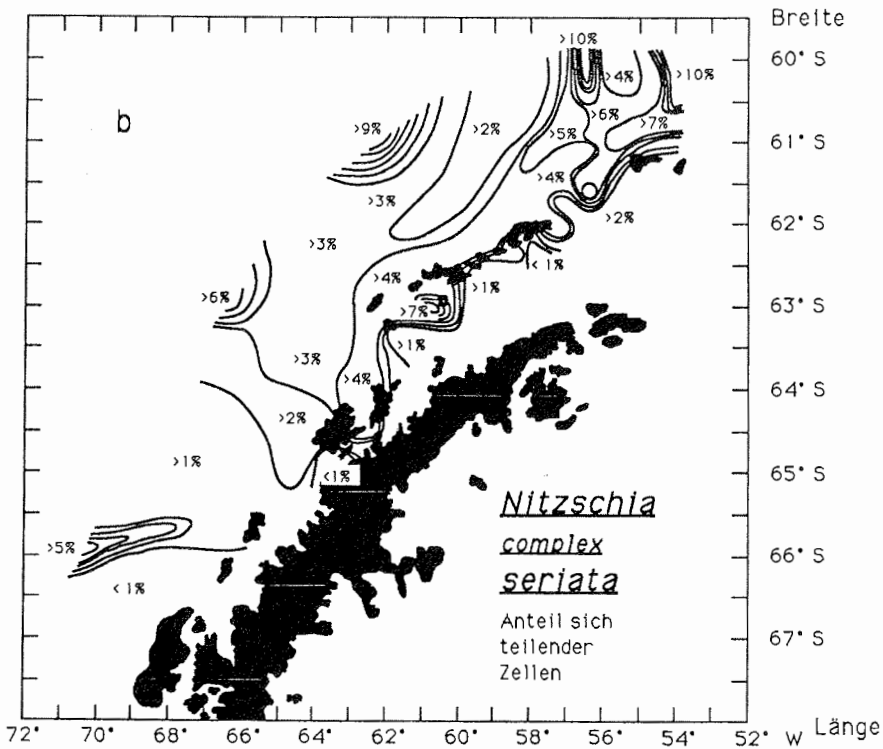 Breite
>10%
60° S
>4%
>10%
b
>6%
>9%
>2%
>5%
>7%
61° S
>4%
>3%
>2%
62° S
>3%
<1%
>4%
>1%
>6%
>7%
63° S
>1%
>3%
>4%
64° S
>2%
>1%
<1%
65° S
Nitzschia
complex
seriata
>5%
66° S
<1%
Anteil sich
teilender
Zellen
67° S
72° 70° 68° 66° 64° 62° 60° 58° 56° 54° 52° W Länge